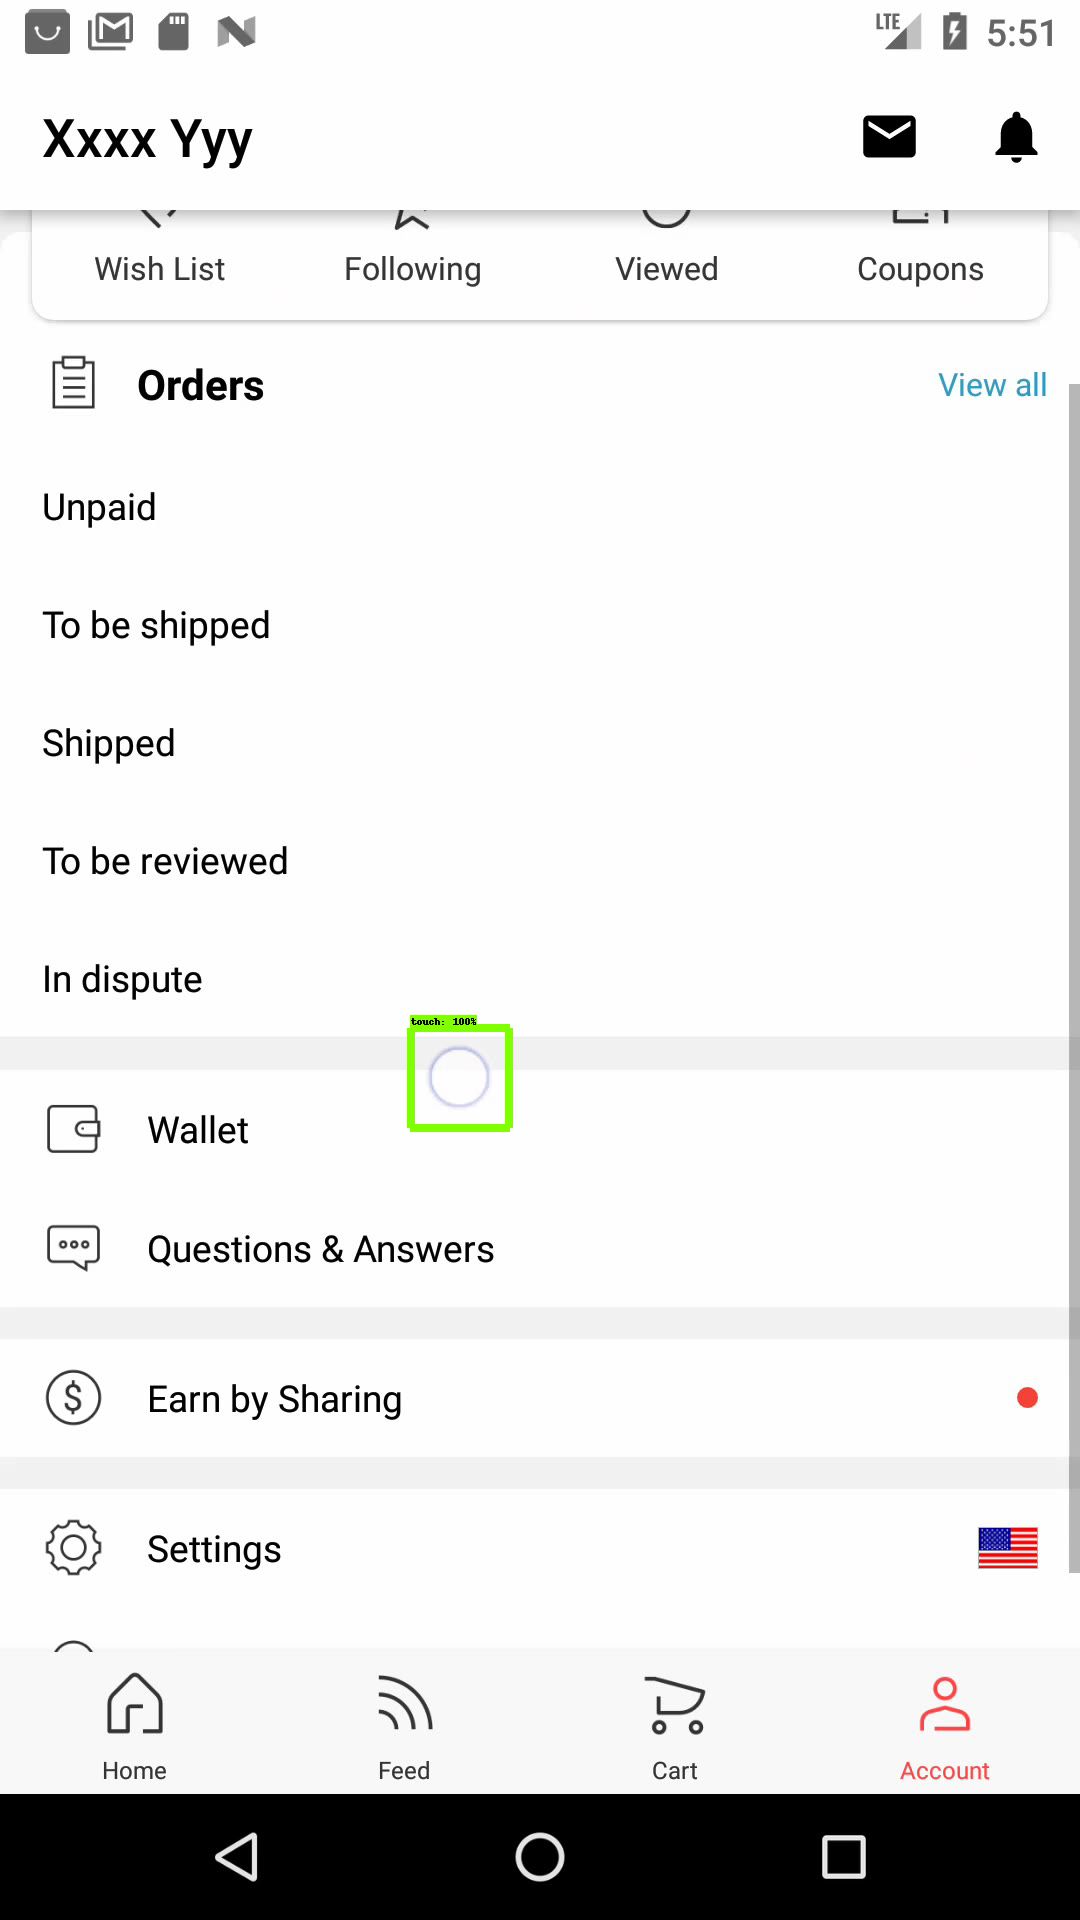 LTE 5:51
Xxxx Yyy
Wish List Following Viewed Coupons
Orders View all
Unpaid
To be shipped
Shipped
To be reviewed
In dispute
touch: 100%
Wallet
Questions & Answers
Earn by Sharing
Settings
Home Feed Cart Account